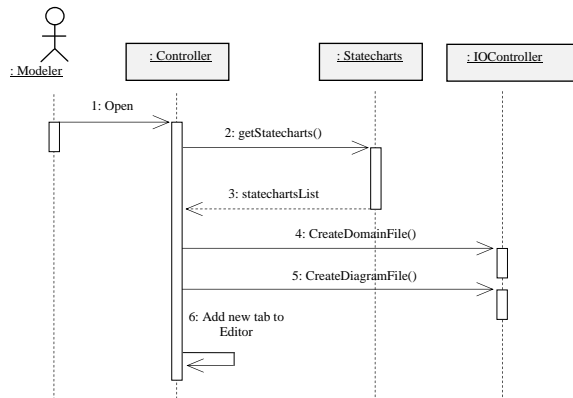 : Modeler
: Controller
: Statecharts
: IOController
1: Open
2: getStatecharts()
3: statechartsList
4: CreateDomainFile()
5: CreateDiagramFile()
6: Add new tab to
Editor